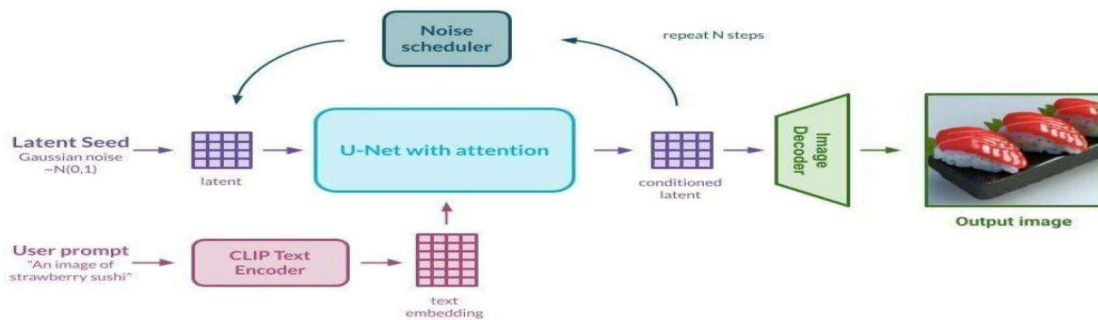 Noise
scheduler
repeat N steps
Latent Seed
Gaussian noise
~N(0,1)
latent
U-Net with attention
conditioned
latent
Image
Decoder
Output image
User prompt
"An image of
strawberry sushi"
CLIP Text
Encoder
text
embedding